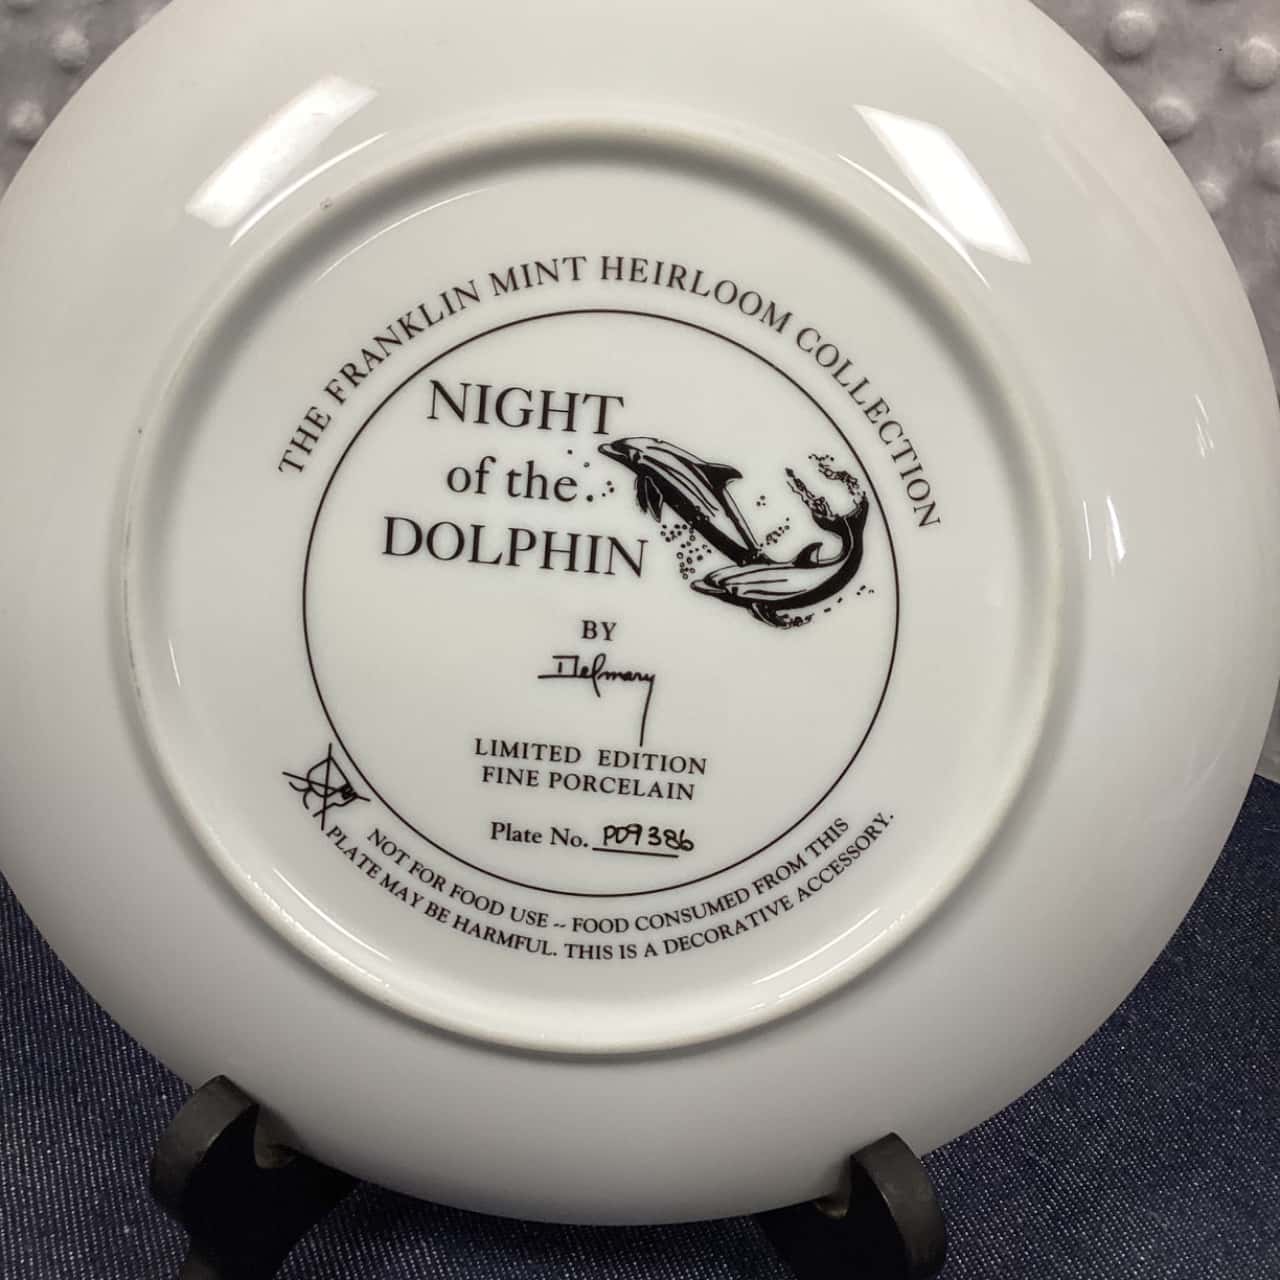 THE FRANKLIN MINT HEIRLOOM COLLECTION
NIGHT
of the
DOLPHIN
BY
Delmary
LIMITED EDITION
FINE PORCELAIN
Plate No. PD9386
NOT FOR FOOD USE -- FOOD CONSUMED FROM THIS
PLATE MAY BE HARMFUL. THIS IS A DECORATIVE ACCESSORY.